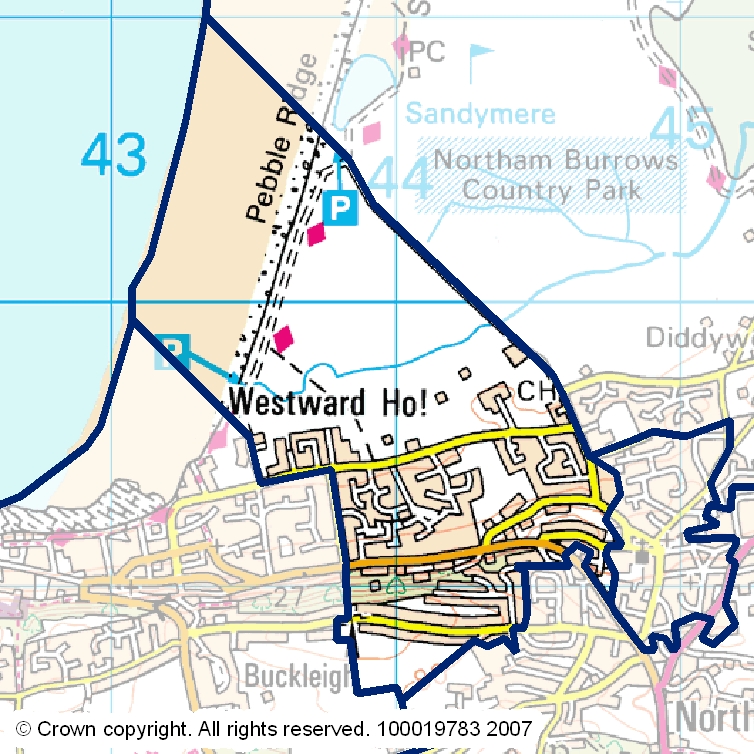 S
PC
Pebble Ridge
Sandymere
43
44
45
Northam Burrows
Country Park
P
Diddywe
P
CH
Westward Ho!
27
Buckleigh
North
© Crown copyright. All rights reserved. 100019783 2007